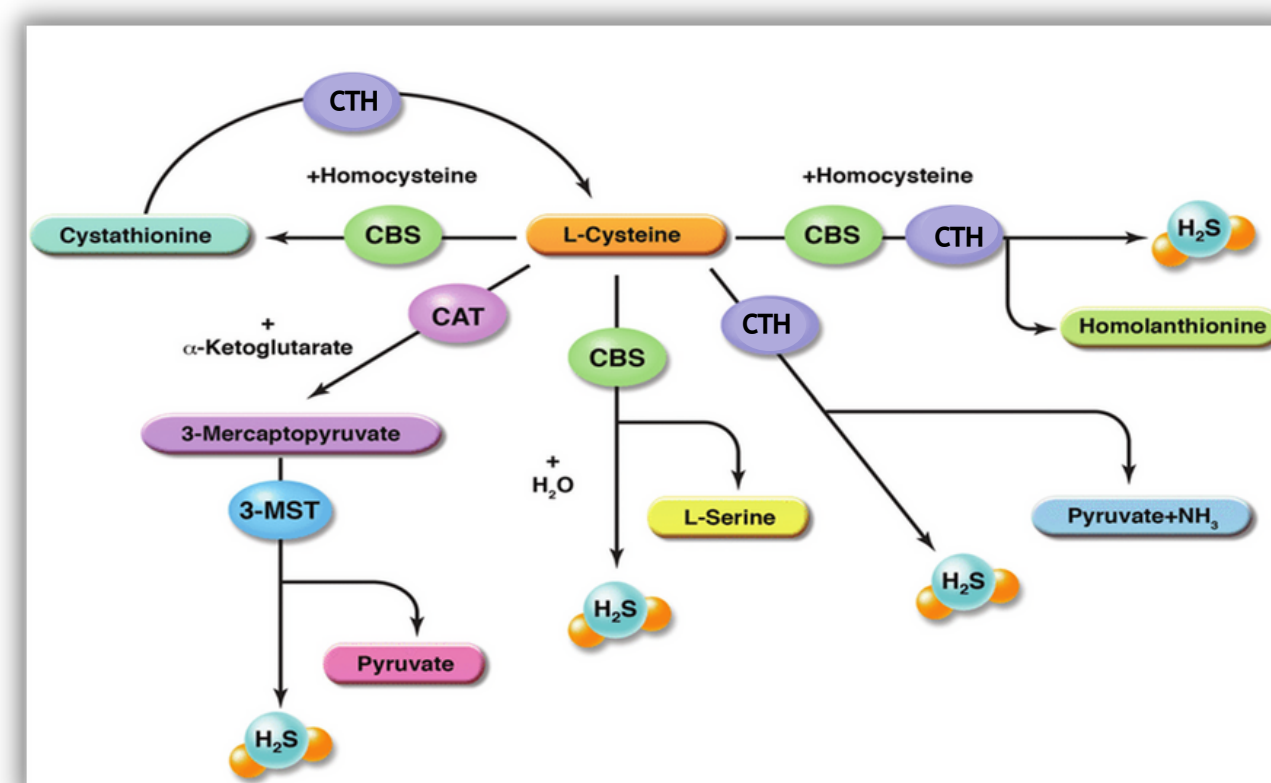 CTH
+Homocysteine
+Homocysteine
Cystathionine
CBS
L-Cysteine
CBS
CTH
H₂S
CAT
CTH
Homolanthionine
+
α-Ketoglutarate
CBS
3-Mercaptopyruvate
+
H₂O
3-MST
L-Serine
Pyruvate+NH₃
H₂S
H₂S
Pyruvate
H₂S